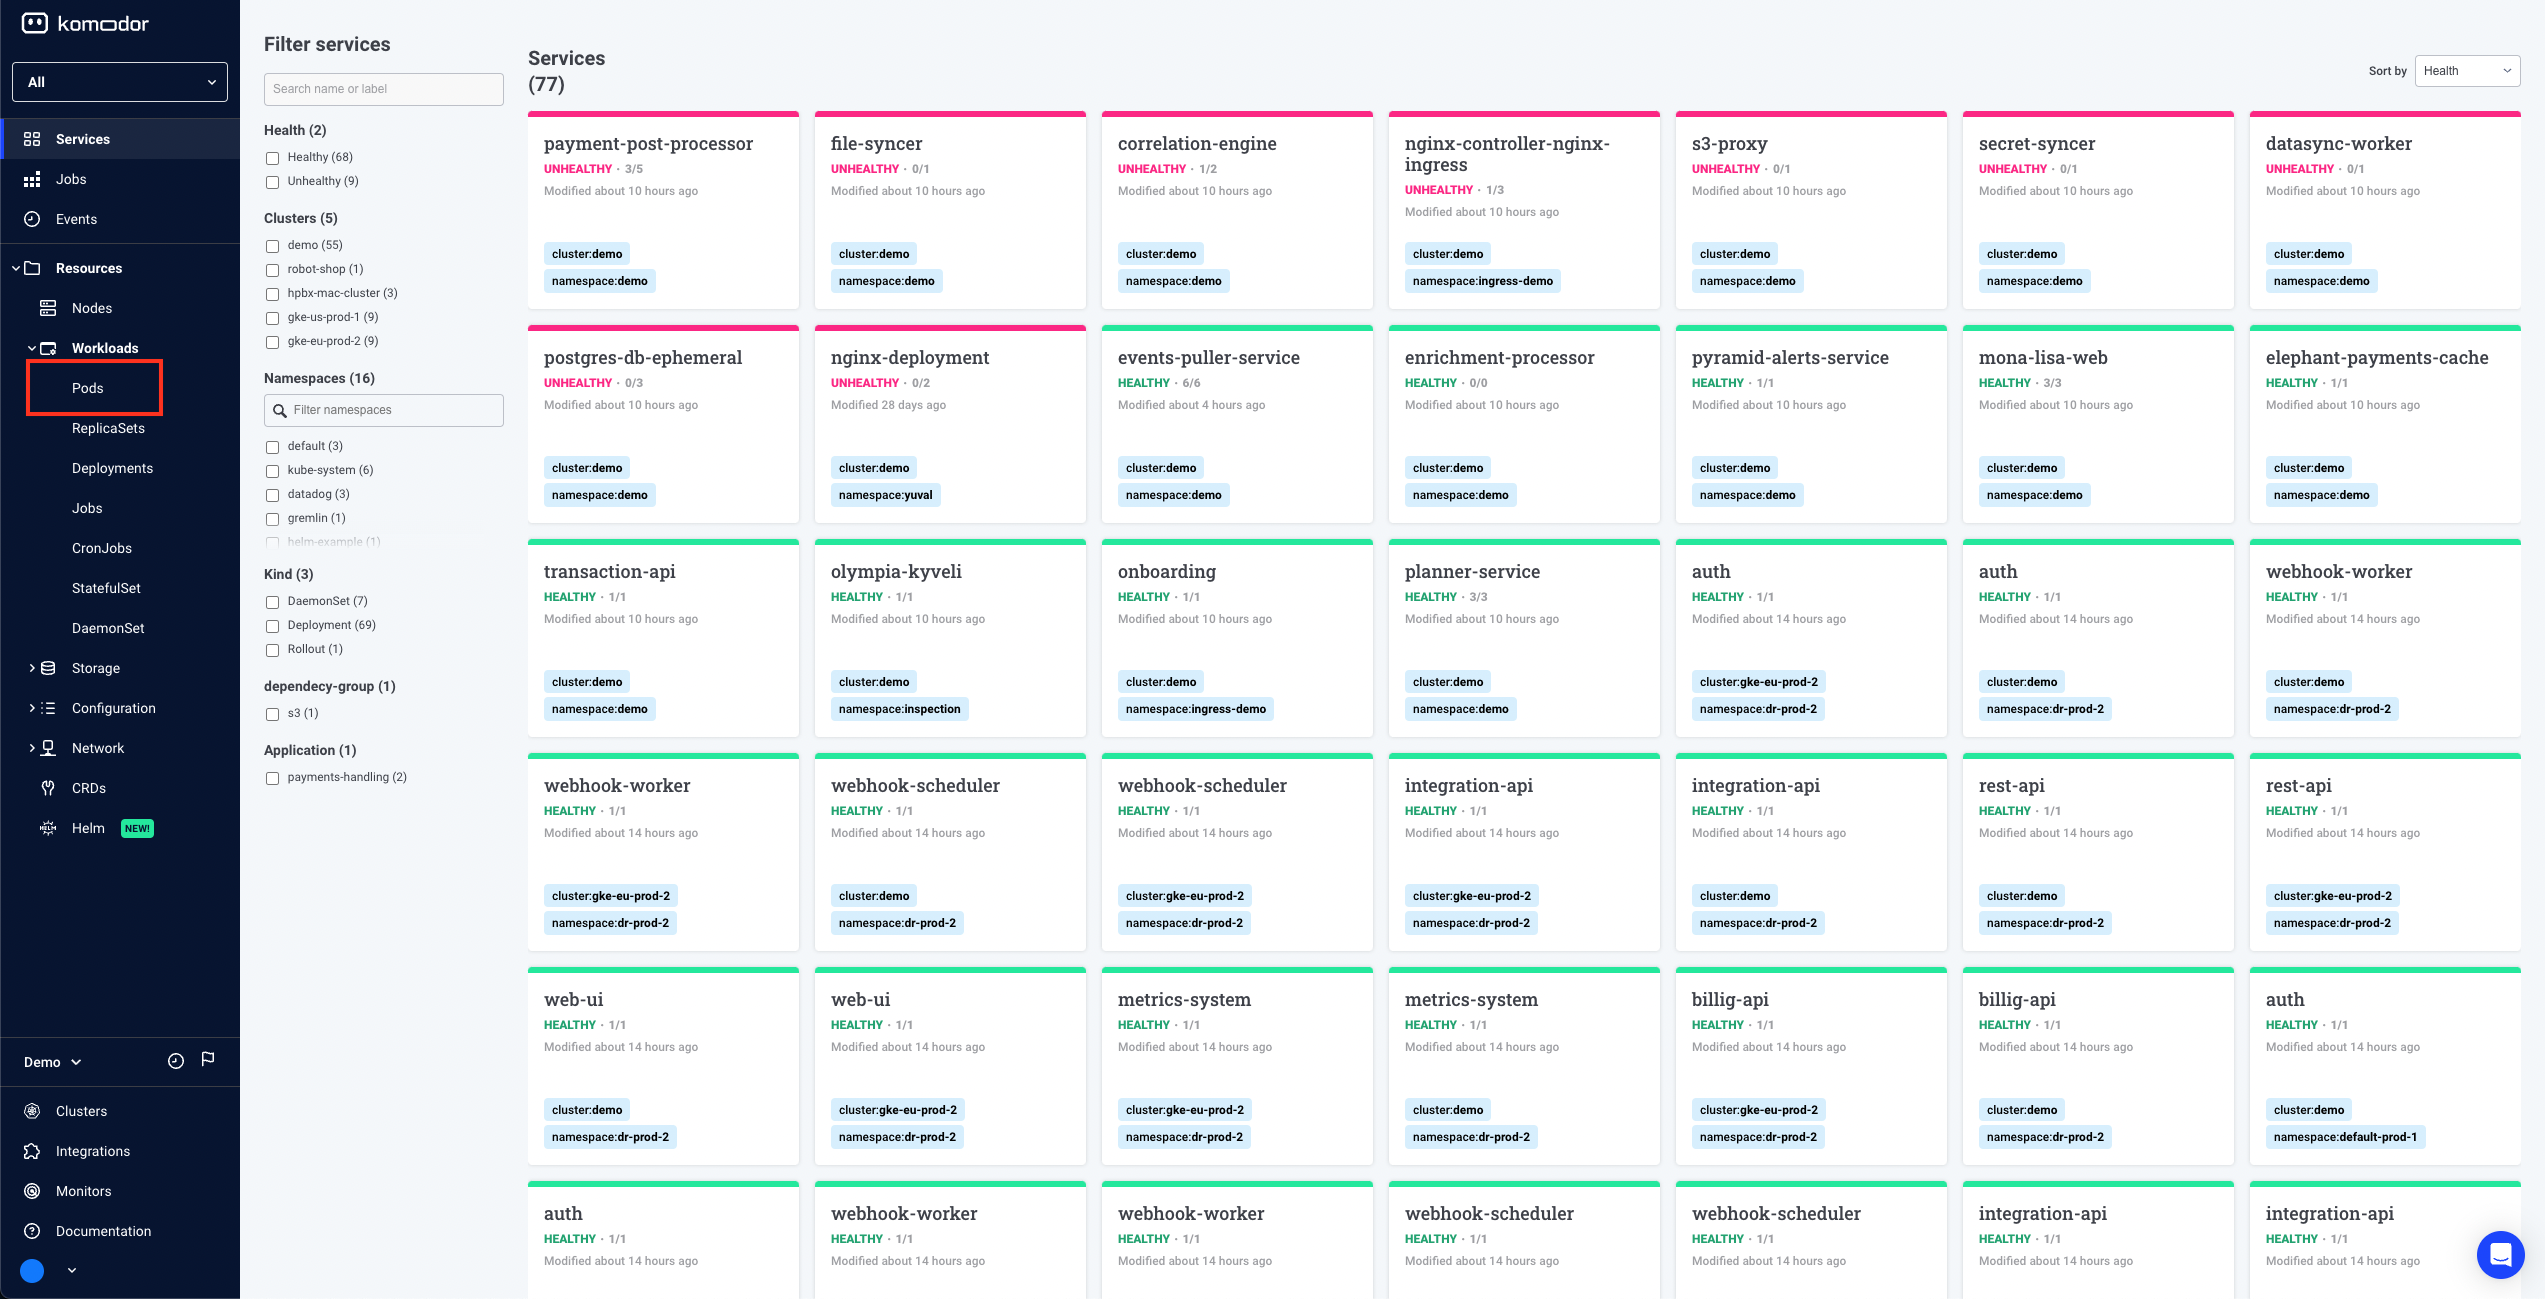 komodor
All
Services
Jobs
Events
Resources
Nodes
Workloads
Pods
ReplicaSets
Deployments
Jobs
CronJobs
StatefulSet
DaemonSet
Storage
Configuration
Network
CRDs
HELM Helm NEW!
Demo
Clusters
Integrations
Monitors
Documentation
Filter services
Search name or label
Health (2)
Healthy (68)
Unhealthy (9)
Clusters (5)
demo (55)
robot-shop (1)
hpbx-mac-cluster (3)
gke-us-prod-1 (9)
gke-eu-prod-2 (9)
Namespaces (16)
Filter namespaces
default (3)
kube-system (6)
datadog (3)
gremlin (1)
helm-example (1)
Kind (3)
DaemonSet (7)
Deployment (69)
Rollout (1)
dependecy-group (1)
s3 (1)
Application (1)
payments-handling (2)
Services
(77)
Sort by Health
payment-post-processor
UNHEALTHY · 3/5
Modified about 10 hours ago
cluster:demo
namespace:demo
file-syncer
UNHEALTHY · 0/1
Modified about 10 hours ago
cluster:demo
namespace:demo
correlation-engine
UNHEALTHY · 1/2
Modified about 10 hours ago
cluster:demo
namespace:demo
nginx-controller-nginx-
ingress
UNHEALTHY · 1/3
Modified about 10 hours ago
cluster:demo
namespace:ingress-demo
s3-proxy
UNHEALTHY · 0/1
Modified about 10 hours ago
cluster:demo
namespace:demo
secret-syncer
UNHEALTHY · 0/1
Modified about 10 hours ago
cluster:demo
namespace:demo
datasync-worker
UNHEALTHY · 0/1
Modified about 10 hours ago
cluster:demo
namespace:demo
postgres-db-ephemeral
UNHEALTHY · 0/3
Modified about 10 hours ago
cluster:demo
namespace:demo
nginx-deployment
UNHEALTHY · 0/2
Modified 28 days ago
cluster:demo
namespace:yuval
events-puller-service
HEALTHY · 6/6
Modified about 4 hours ago
cluster:demo
namespace:demo
enrichment-processor
HEALTHY · 0/0
Modified about 10 hours ago
cluster:demo
namespace:demo
pyramid-alerts-service
HEALTHY · 1/1
Modified about 10 hours ago
cluster:demo
namespace:demo
mona-lisa-web
HEALTHY · 3/3
Modified about 10 hours ago
cluster:demo
namespace:demo
elephant-payments-cache
HEALTHY · 1/1
Modified about 10 hours ago
cluster:demo
namespace:demo
transaction-api
HEALTHY · 1/1
Modified about 10 hours ago
cluster:demo
namespace:demo
olympia-kyveli
HEALTHY · 1/1
Modified about 10 hours ago
cluster:demo
namespace:inspection
onboarding
HEALTHY · 1/1
Modified about 10 hours ago
cluster:demo
namespace:ingress-demo
planner-service
HEALTHY · 3/3
Modified about 10 hours ago
cluster:demo
namespace:demo
auth
HEALTHY · 1/1
Modified about 14 hours ago
cluster:gke-eu-prod-2
namespace:dr-prod-2
auth
HEALTHY · 1/1
Modified about 14 hours ago
cluster:demo
namespace:dr-prod-2
webhook-worker
HEALTHY · 1/1
Modified about 14 hours ago
cluster:demo
namespace:dr-prod-2
webhook-worker
HEALTHY · 1/1
Modified about 14 hours ago
cluster:gke-eu-prod-2
namespace:dr-prod-2
webhook-scheduler
HEALTHY · 1/1
Modified about 14 hours ago
cluster:demo
namespace:dr-prod-2
webhook-scheduler
HEALTHY · 1/1
Modified about 14 hours ago
cluster:gke-eu-prod-2
namespace:dr-prod-2
integration-api
HEALTHY · 1/1
Modified about 14 hours ago
cluster:gke-eu-prod-2
namespace:dr-prod-2
integration-api
HEALTHY · 1/1
Modified about 14 hours ago
cluster:demo
namespace:dr-prod-2
rest-api
HEALTHY · 1/1
Modified about 14 hours ago
cluster:demo
namespace:dr-prod-2
rest-api
HEALTHY · 1/1
Modified about 14 hours ago
cluster:gke-eu-prod-2
namespace:dr-prod-2
web-ui
HEALTHY · 1/1
Modified about 14 hours ago
cluster:demo
namespace:dr-prod-2
web-ui
HEALTHY · 1/1
Modified about 14 hours ago
cluster:gke-eu-prod-2
namespace:dr-prod-2
metrics-system
HEALTHY · 1/1
Modified about 14 hours ago
cluster:gke-eu-prod-2
namespace:dr-prod-2
metrics-system
HEALTHY · 1/1
Modified about 14 hours ago
cluster:demo
namespace:dr-prod-2
billig-api
HEALTHY · 1/1
Modified about 14 hours ago
cluster:gke-eu-prod-2
namespace:dr-prod-2
billig-api
HEALTHY · 1/1
Modified about 14 hours ago
cluster:demo
namespace:dr-prod-2
auth
HEALTHY · 1/1
Modified about 14 hours ago
cluster:demo
namespace:default-prod-1
auth
HEALTHY · 1/1
Modified about 14 hours ago
webhook-worker
HEALTHY · 1/1
Modified about 14 hours ago
webhook-worker
HEALTHY · 1/1
Modified about 14 hours ago
webhook-scheduler
HEALTHY · 1/1
Modified about 14 hours ago
webhook-scheduler
HEALTHY · 1/1
Modified about 14 hours ago
integration-api
HEALTHY · 1/1
Modified about 14 hours ago
integration-api
HEALTHY · 1/1
Modified about 14 hours ago